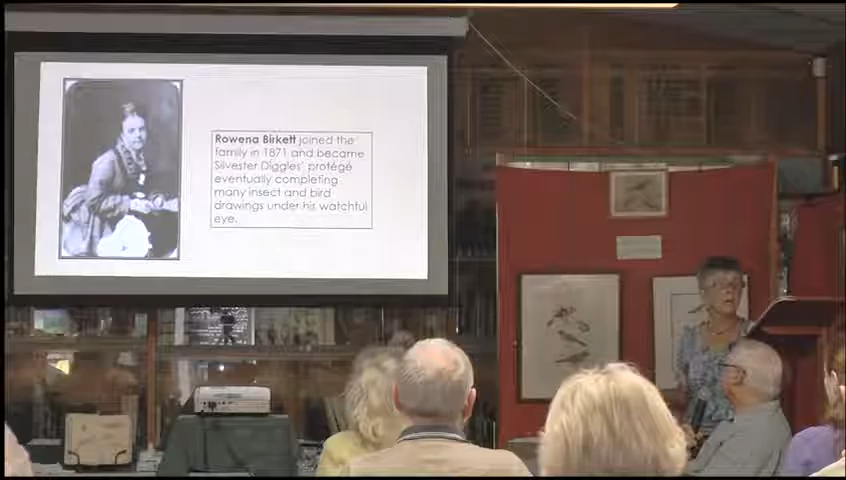 Rowena Birkett joined the
family in 1871 and became
Silvester Diggles' protégé
eventually completing
many insect and bird
drawings under his watchful
eye.